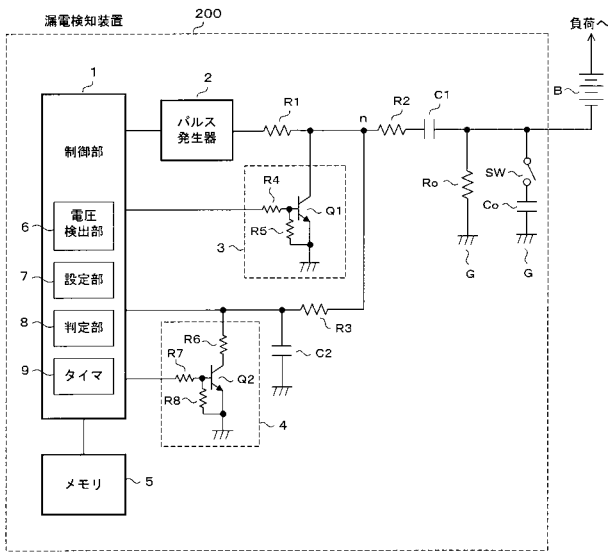 漏電検知装置
200
負荷へ
1
2
R1
n
R2
C1
B
パルス
発生器
制御部
R4
Q1
R5
3
Ro
SW
Co
G
G
6
電圧
検出部
7
設定部
8
判定部
9
タイマ
R3
R6
C2
R7
Q2
R8
4
メモリ
5